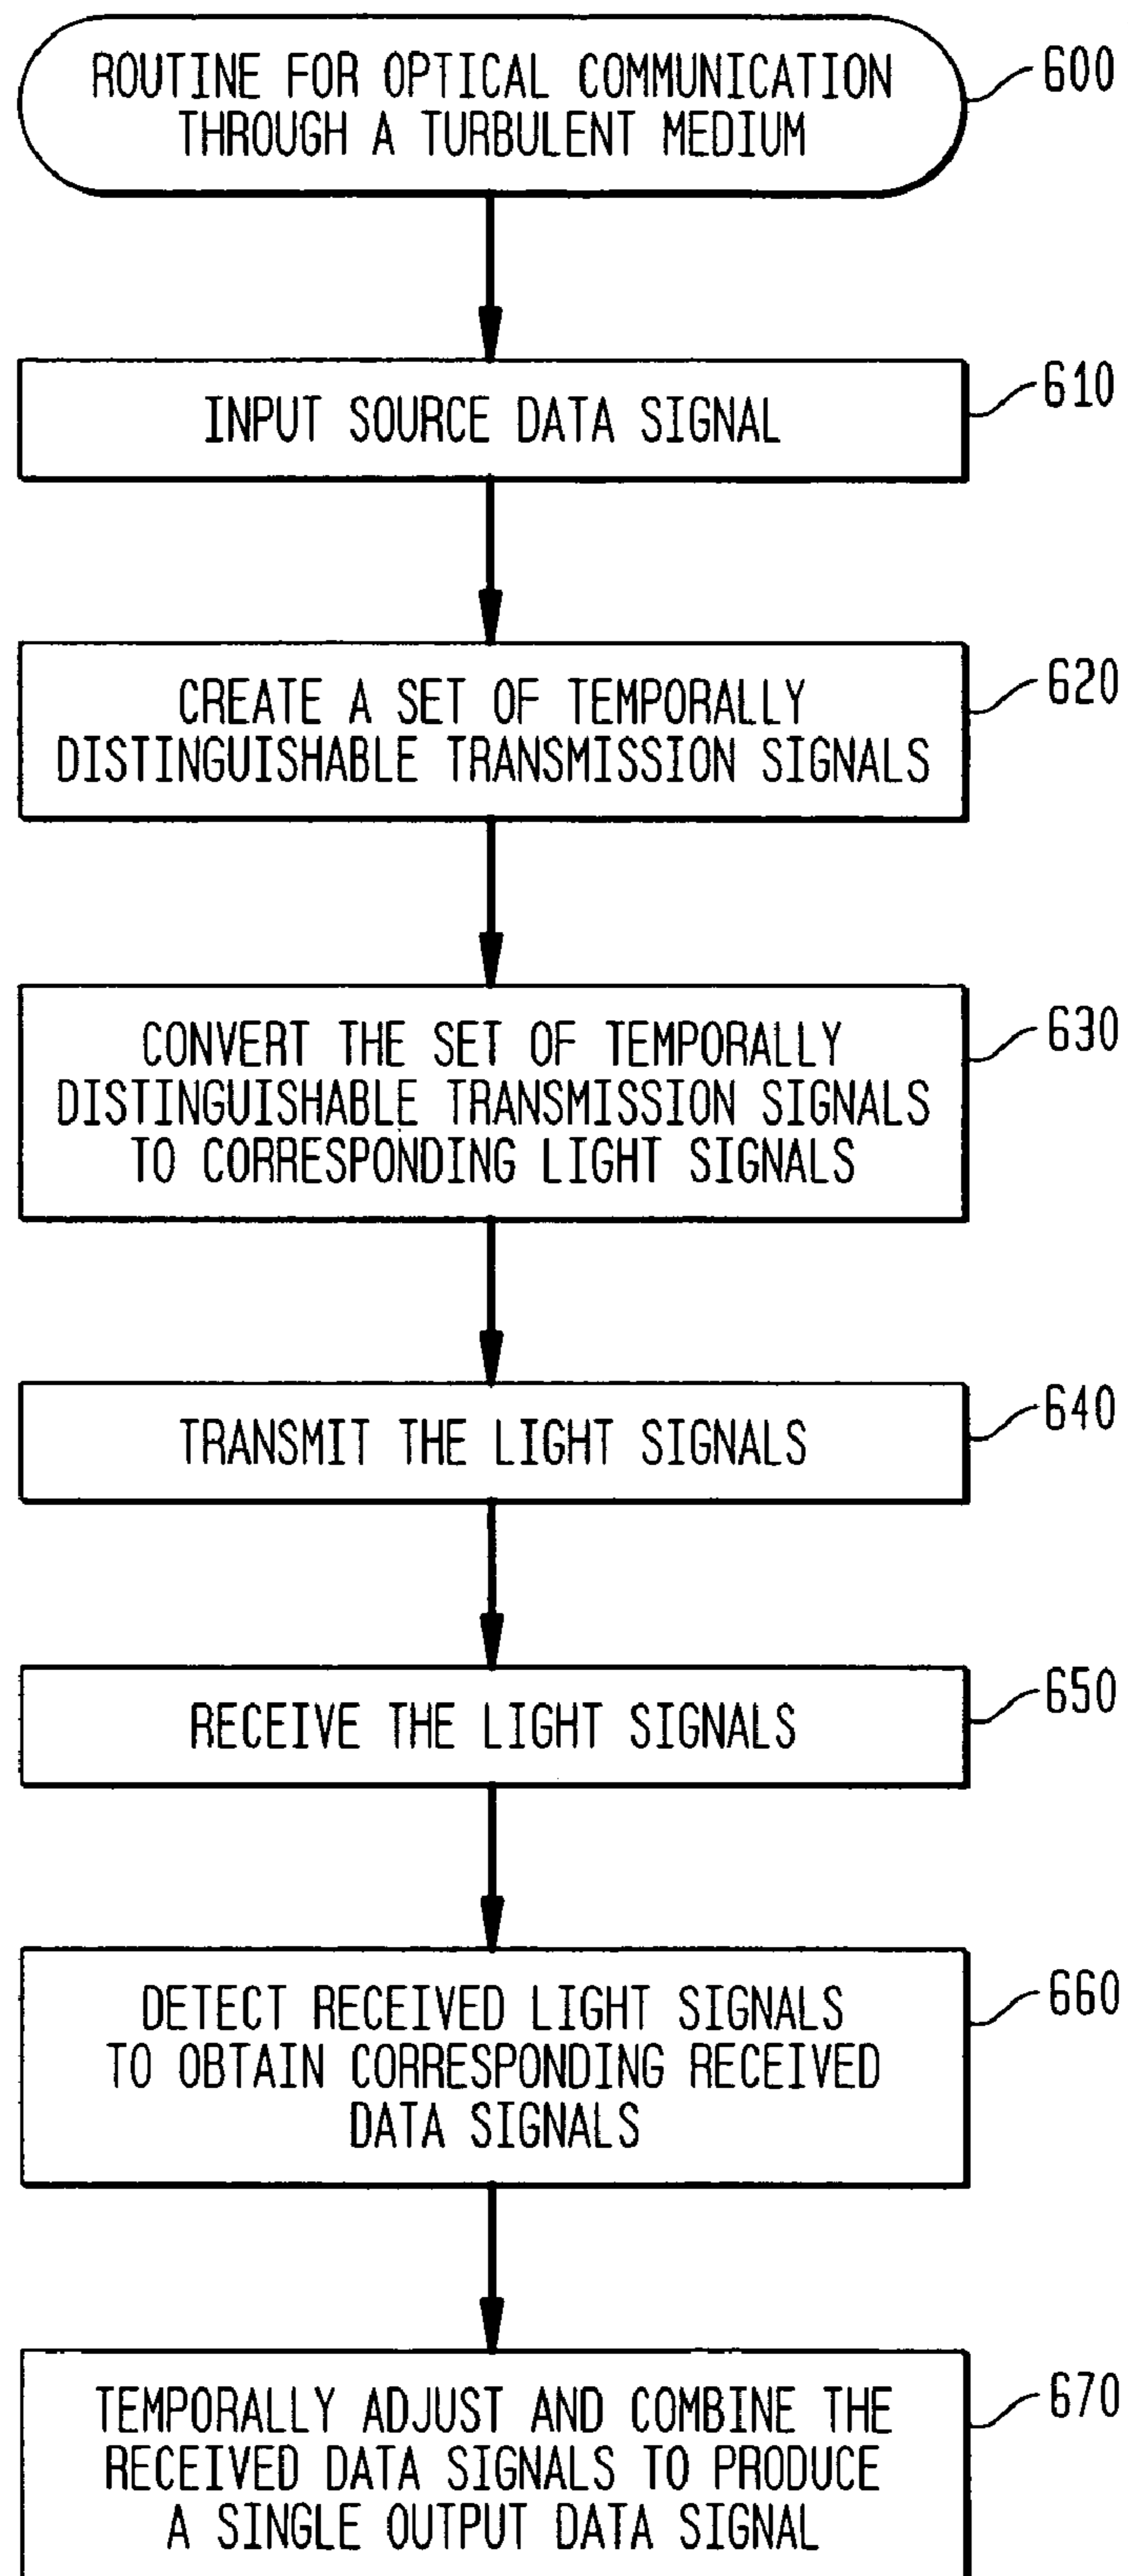 ROUTINE FOR OPTICAL COMMUNICATION
THROUGH A TURBULENT MEDIUM
600
INPUT SOURCE DATA SIGNAL
610
CREATE A SET OF TEMPORALLY
DISTINGUISHABLE TRANSMISSION SIGNALS
620
CONVERT THE SET OF TEMPORALLY
DISTINGUISHABLE TRANSMISSION SIGNALS
TO CORRESPONDING LIGHT SIGNALS
630
TRANSMIT THE LIGHT SIGNALS
640
RECEIVE THE LIGHT SIGNALS
650
DETECT RECEIVED LIGHT SIGNALS
TO OBTAIN CORRESPONDING RECEIVED
DATA SIGNALS
660
TEMPORALLY ADJUST AND COMBINE THE
RECEIVED DATA SIGNALS TO PRODUCE
A SINGLE OUTPUT DATA SIGNAL
670